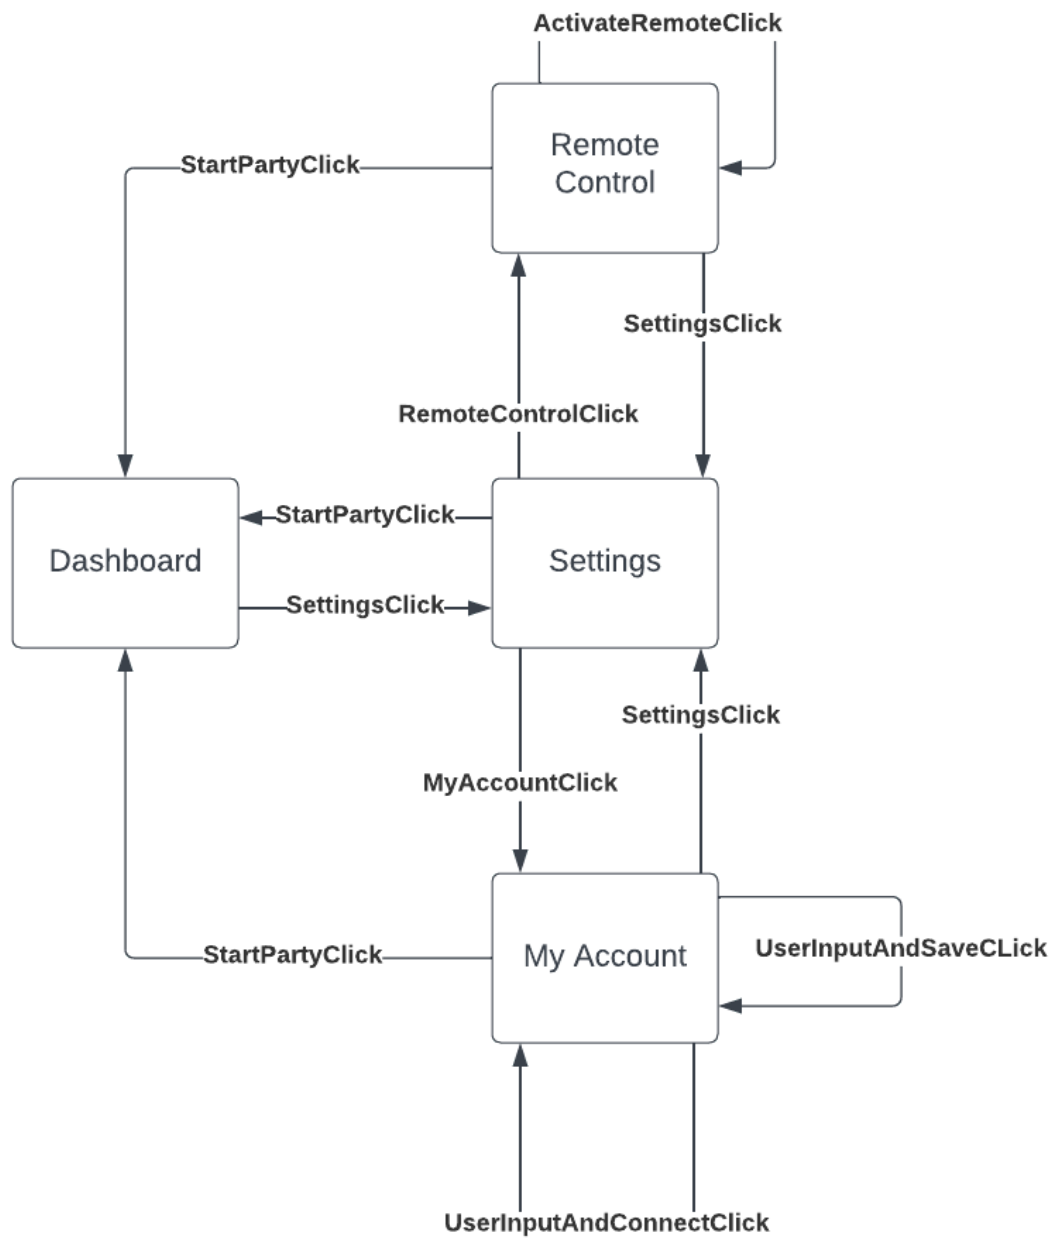 ActivateRemoteClick
Remote
Control
StartPartyClick
SettingsClick
RemoteControlClick
StartPartyClick
Dashboard
Settings
SettingsClick
SettingsClick
MyAccountClick
StartPartyClick
My Account
UserInputAndSaveCLick
UserInputAndConnectClick